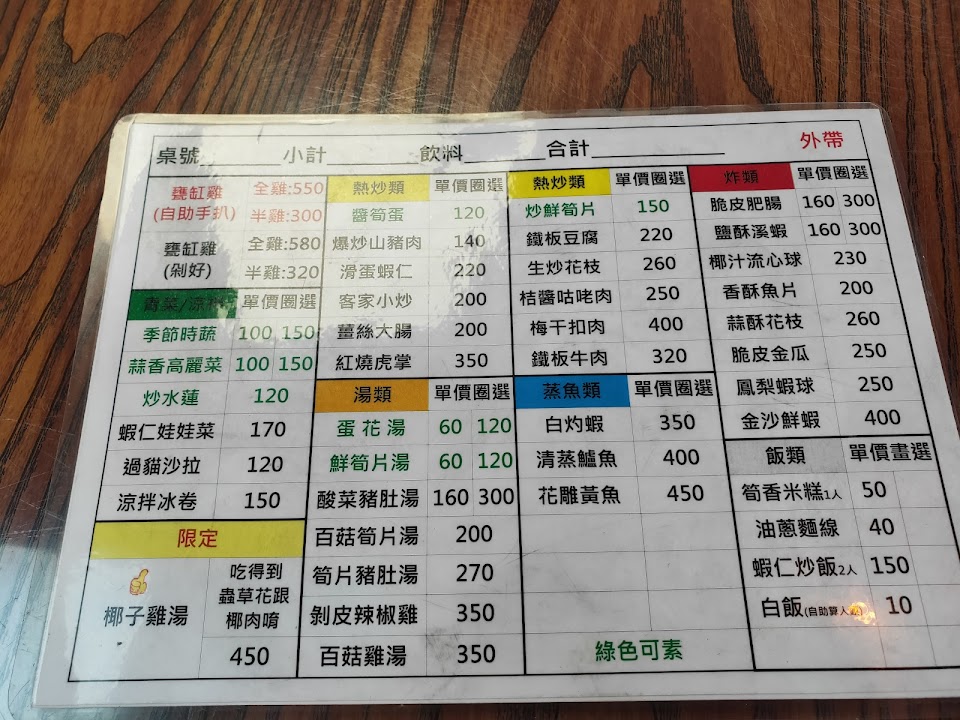 桌號 小計 飲料 合計 外帶
甕缸雞 (自助手扒) 全雞:550
半雞:300
甕缸雞 (剁好) 全雞:580
半雞:320
青菜/涼拌 單價圈選
季節時蔬 100 150
蒜香高麗菜 100 150
炒水蓮 120
蝦仁娃娃菜 170
過貓沙拉 120
涼拌冰卷 150
限定
椰子雞湯
吃得到
蟲草花跟
椰肉唷
450
熱炒類 單價圈選
醬筍蛋 120
爆炒山豬肉 140
滑蛋蝦仁 220
客家小炒 200
薑絲大腸 200
紅燒虎掌 350
湯類 單價圈選
蛋花湯 60 120
鮮筍片湯 60 120
酸菜豬肚湯 160 300
百菇筍片湯 200
筍片豬肚湯 270
剝皮辣椒雞 350
百菇雞湯 350
熱炒類 單價圈選
炒鮮筍片 150
鐵板豆腐 220
生炒花枝 260
桔醬咕咾肉 250
梅干扣肉 400
鐵板牛肉 320
蒸魚類 單價圈選
白灼蝦 350
清蒸鱸魚 400
花雕黃魚 450
綠色可素
炸類 單價圈選
脆皮肥腸 160 300
鹽酥溪蝦 160 300
椰汁流心球 230
香酥魚片 200
蒜酥花枝 260
脆皮金瓜 250
鳳梨蝦球 250
金沙鮮蝦 400
飯類 單價畫選
筍香米糕1人 50
油蔥麵線 40
蝦仁炒飯2人 150
白飯(自助算人頭) 10